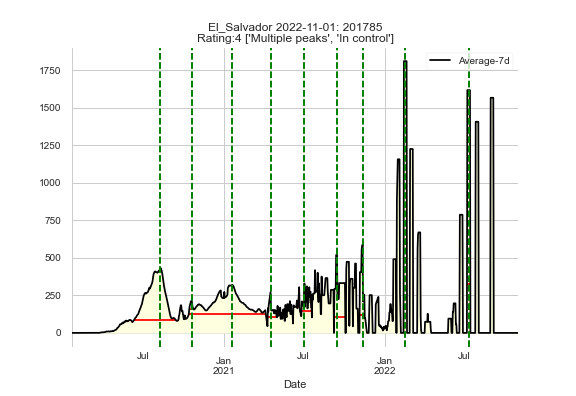 El_Salvador 2022-11-01: 201785
Rating:4 ['Multiple peaks', 'In control']
Average-7d
1750
1500
1250
1000
750
500
250
0
Jul
Jan
2021
Jul
Jan
2022
Jul
Date